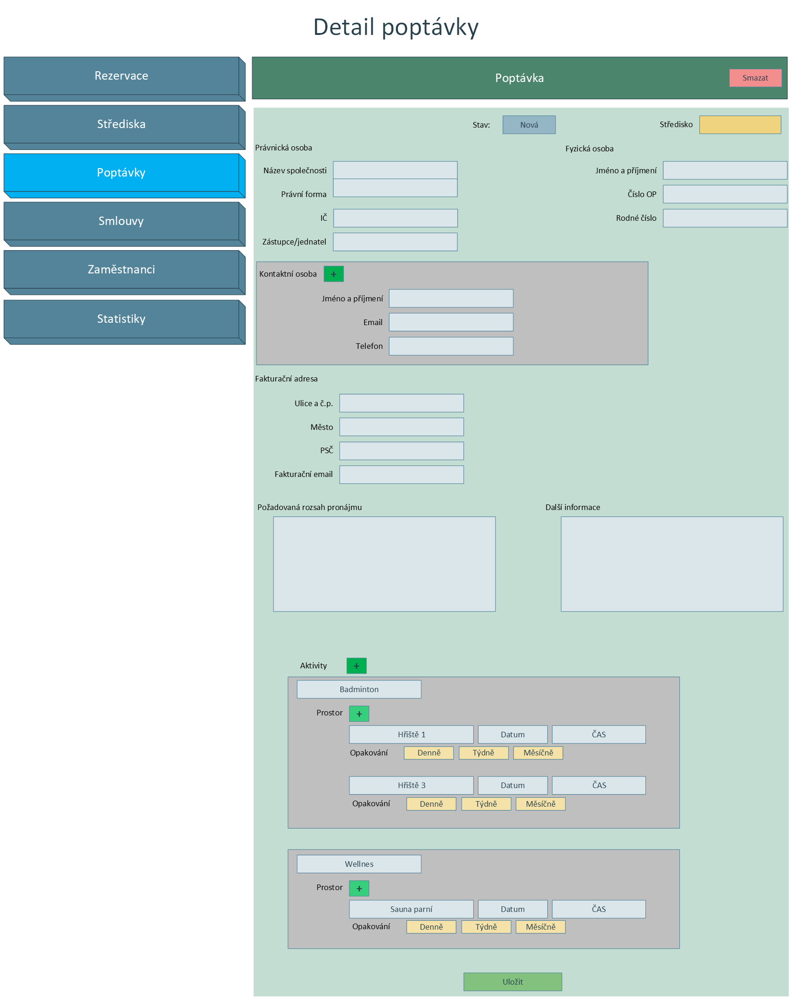 Detail poptávky
Rezervace
Střediska
Poptávky
Smlouvy
Zaměstnanci
Statistiky
Poptávka
Smazat
Stav:
Nová
Středisko
Právnická osoba
Název společnosti
Právní forma
IČ
Zástupce/jednatel
Fyzická osoba
Jméno a příjmení
Číslo OP
Rodné číslo
Kontaktní osoba
+
Jméno a příjmení
Email
Telefon
Fakturační adresa
Ulice a č.p.
Město
PSČ
Fakturační email
Požadovaná rozsah pronájmu
Další informace
Aktivity
+
Badminton
Prostor
+
Hřiště 1
Datum
ČAS
Opakování
Denně
Týdně
Měsíčně
Hřiště 3
Datum
ČAS
Opakování
Denně
Týdně
Měsíčně
Wellnes
Prostor
+
Sauna parní
Datum
ČAS
Opakování
Denně
Týdně
Měsíčně
Uložit